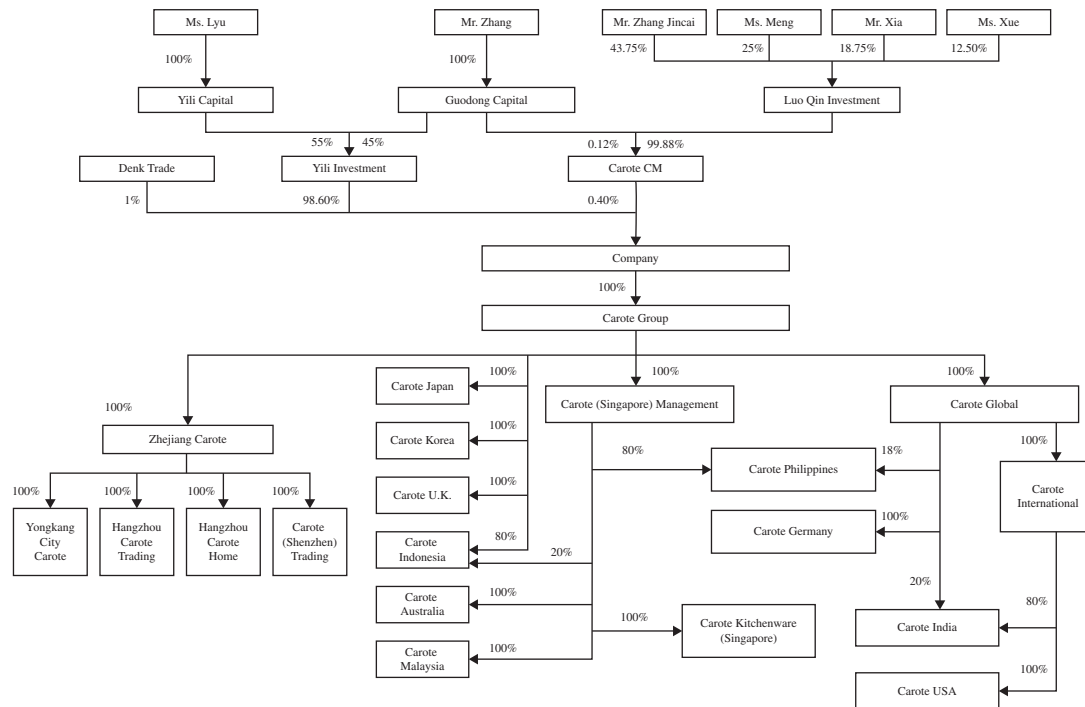 Ms. Lyu
Mr. Zhang
Mr. Zhang Jincai
Ms. Meng
Mr. Xia
Ms. Xue
100%
100%
43.75%
25%
18.75%
12.50%
Yili Capital
Guodong Capital
Luo Qin Investment
55%
45%
0.12%
99.88%
Denk Trade
Yili Investment
Carote CM
1%
98.60%
0.40%
Company
100%
Carote Group
100%
100%
100%
100%
Carote Japan
Carote (Singapore) Management
Carote Global
Zhejiang Carote
100%
Carote Korea
80%
18%
100%
Carote Philippines
Carote
International
100%
100%
100%
100%
Yongkang
City
Carote
Hangzhou
Carote
Trading
Hangzhou
Carote
Home
Carote
(Shenzhen)
Trading
100%
Carote U.K.
100%
Carote Germany
80%
Carote
Indonesia
20%
20%
80%
100%
Carote
Australia
100%
Carote Kitchenware
(Singapore)
Carote India
100%
Carote
Malaysia
100%
Carote USA